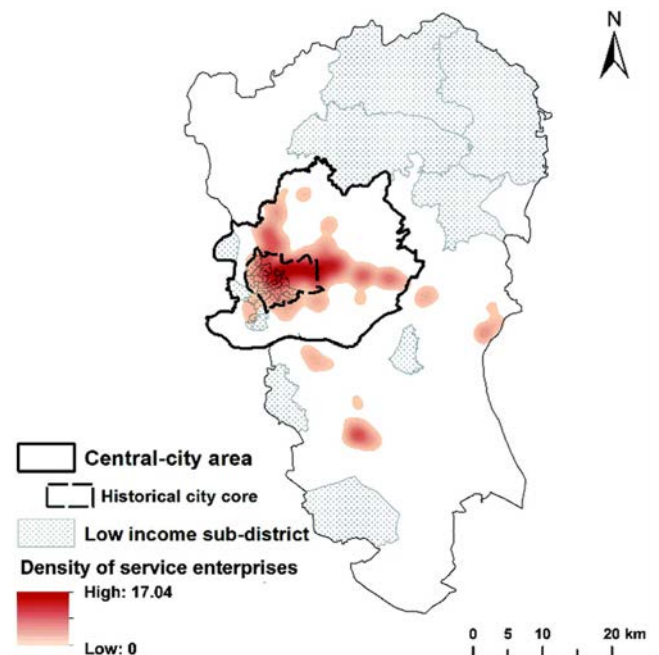 N
Central-city area
Historical city core
Low income sub-district
Density of service enterprises
High: 17.04
Low: 0
0 5 10 20 km